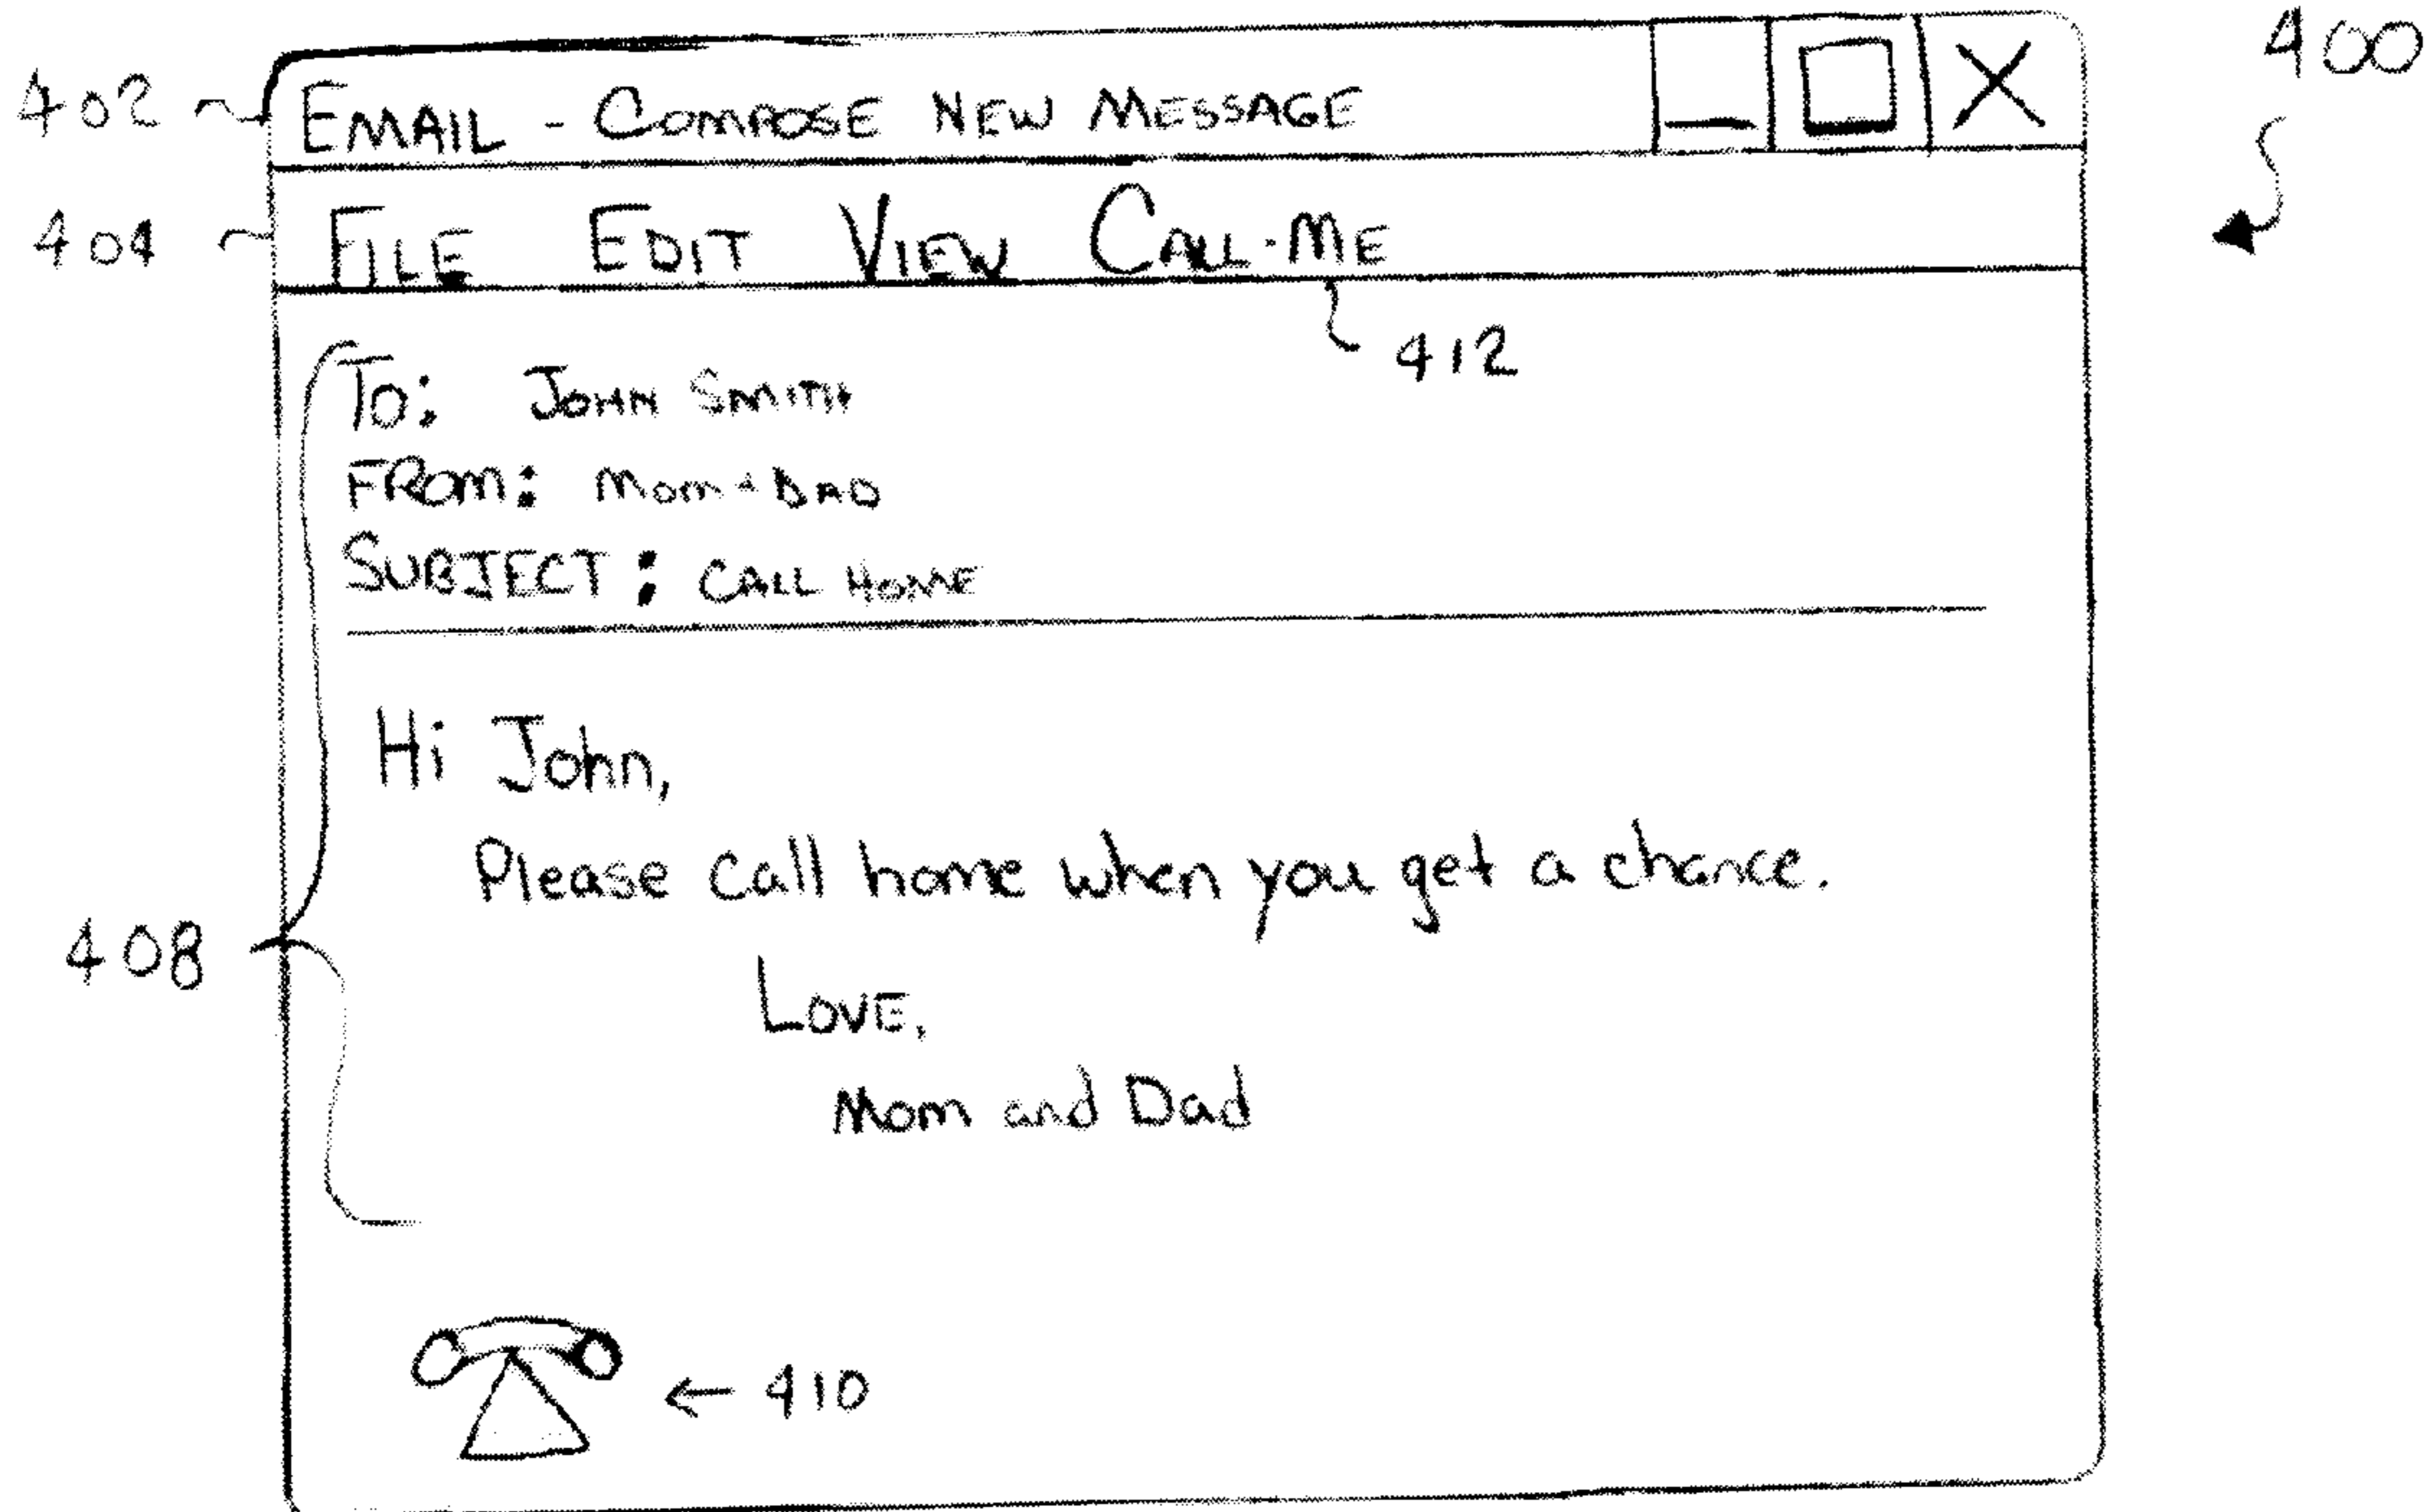 400
402 EMAIL - COMPOSE NEW MESSAGE
404 FILE EDIT VIEW CALL-ME
412
TO: JOHN SMITH
FROM: MOM + DAD
SUBJECT: CALL HOME
Hi John,
Please call home when you get a chance.
408
LOVE,
Mom and Dad
410